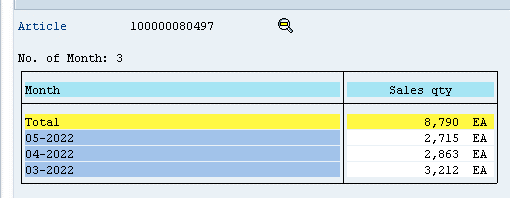 Article 100000080497
No. of Month: 3
Month Sales qty
Total 8,790 EA
05-2022 2,715 EA
04-2022 2,863 EA
03-2022 3,212 EA